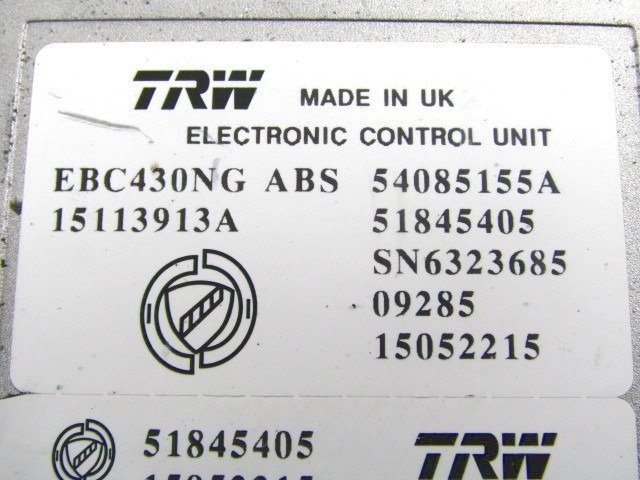 TRW MADE IN UK
ELECTRONIC CONTROL UNIT
EBC430NG ABS 54085155A
15113913A 51845405
SN6323685
09285
15052215
51845405 TRW